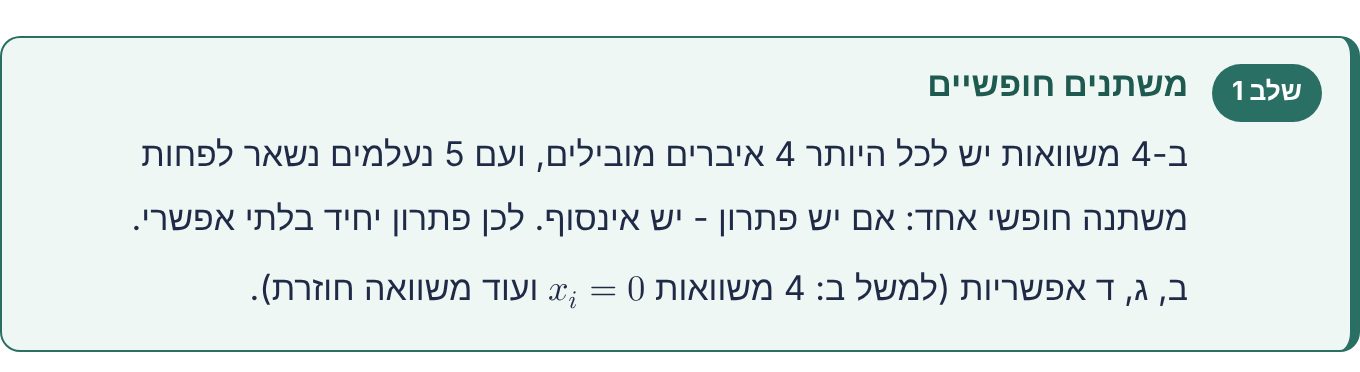 שלב 1
משתנים חופשיים
ב-4 משוואות יש לכל היותר 4 איברים מובילים, ועם 5 נעלמים נשאר לפחות
משתנה חופשי אחד: אם יש פתרון - יש אינסוף. לכן פתרון יחיד בלתי אפשרי.
ב, ג, ד אפשריות (למשל ב: 4 משוואות $x_i = 0$ ועוד משוואה חוזרת).